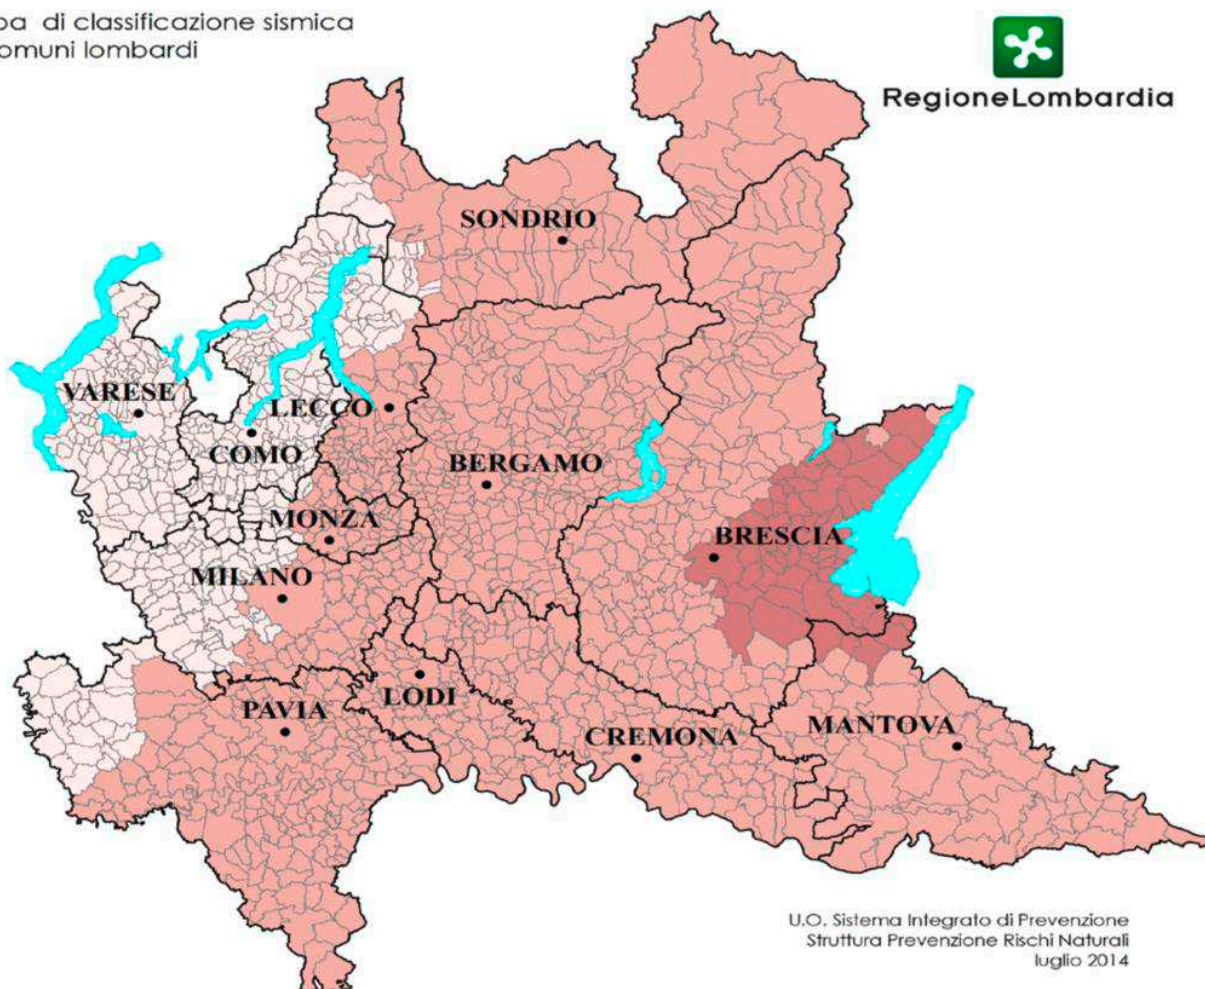 di classificazione sismica
lombardi
RegioneLombardia
SONDRIO
VARESE
LECCO
COMO
BERGAMO
MONZA
BRESCIA
MILANO
LODI
PAVIA
MANTOVA
CREMONA
U.O. Sistema Integrato di Prevenzione
Struttura Prevenzione Rischi Naturali
luglio 2014